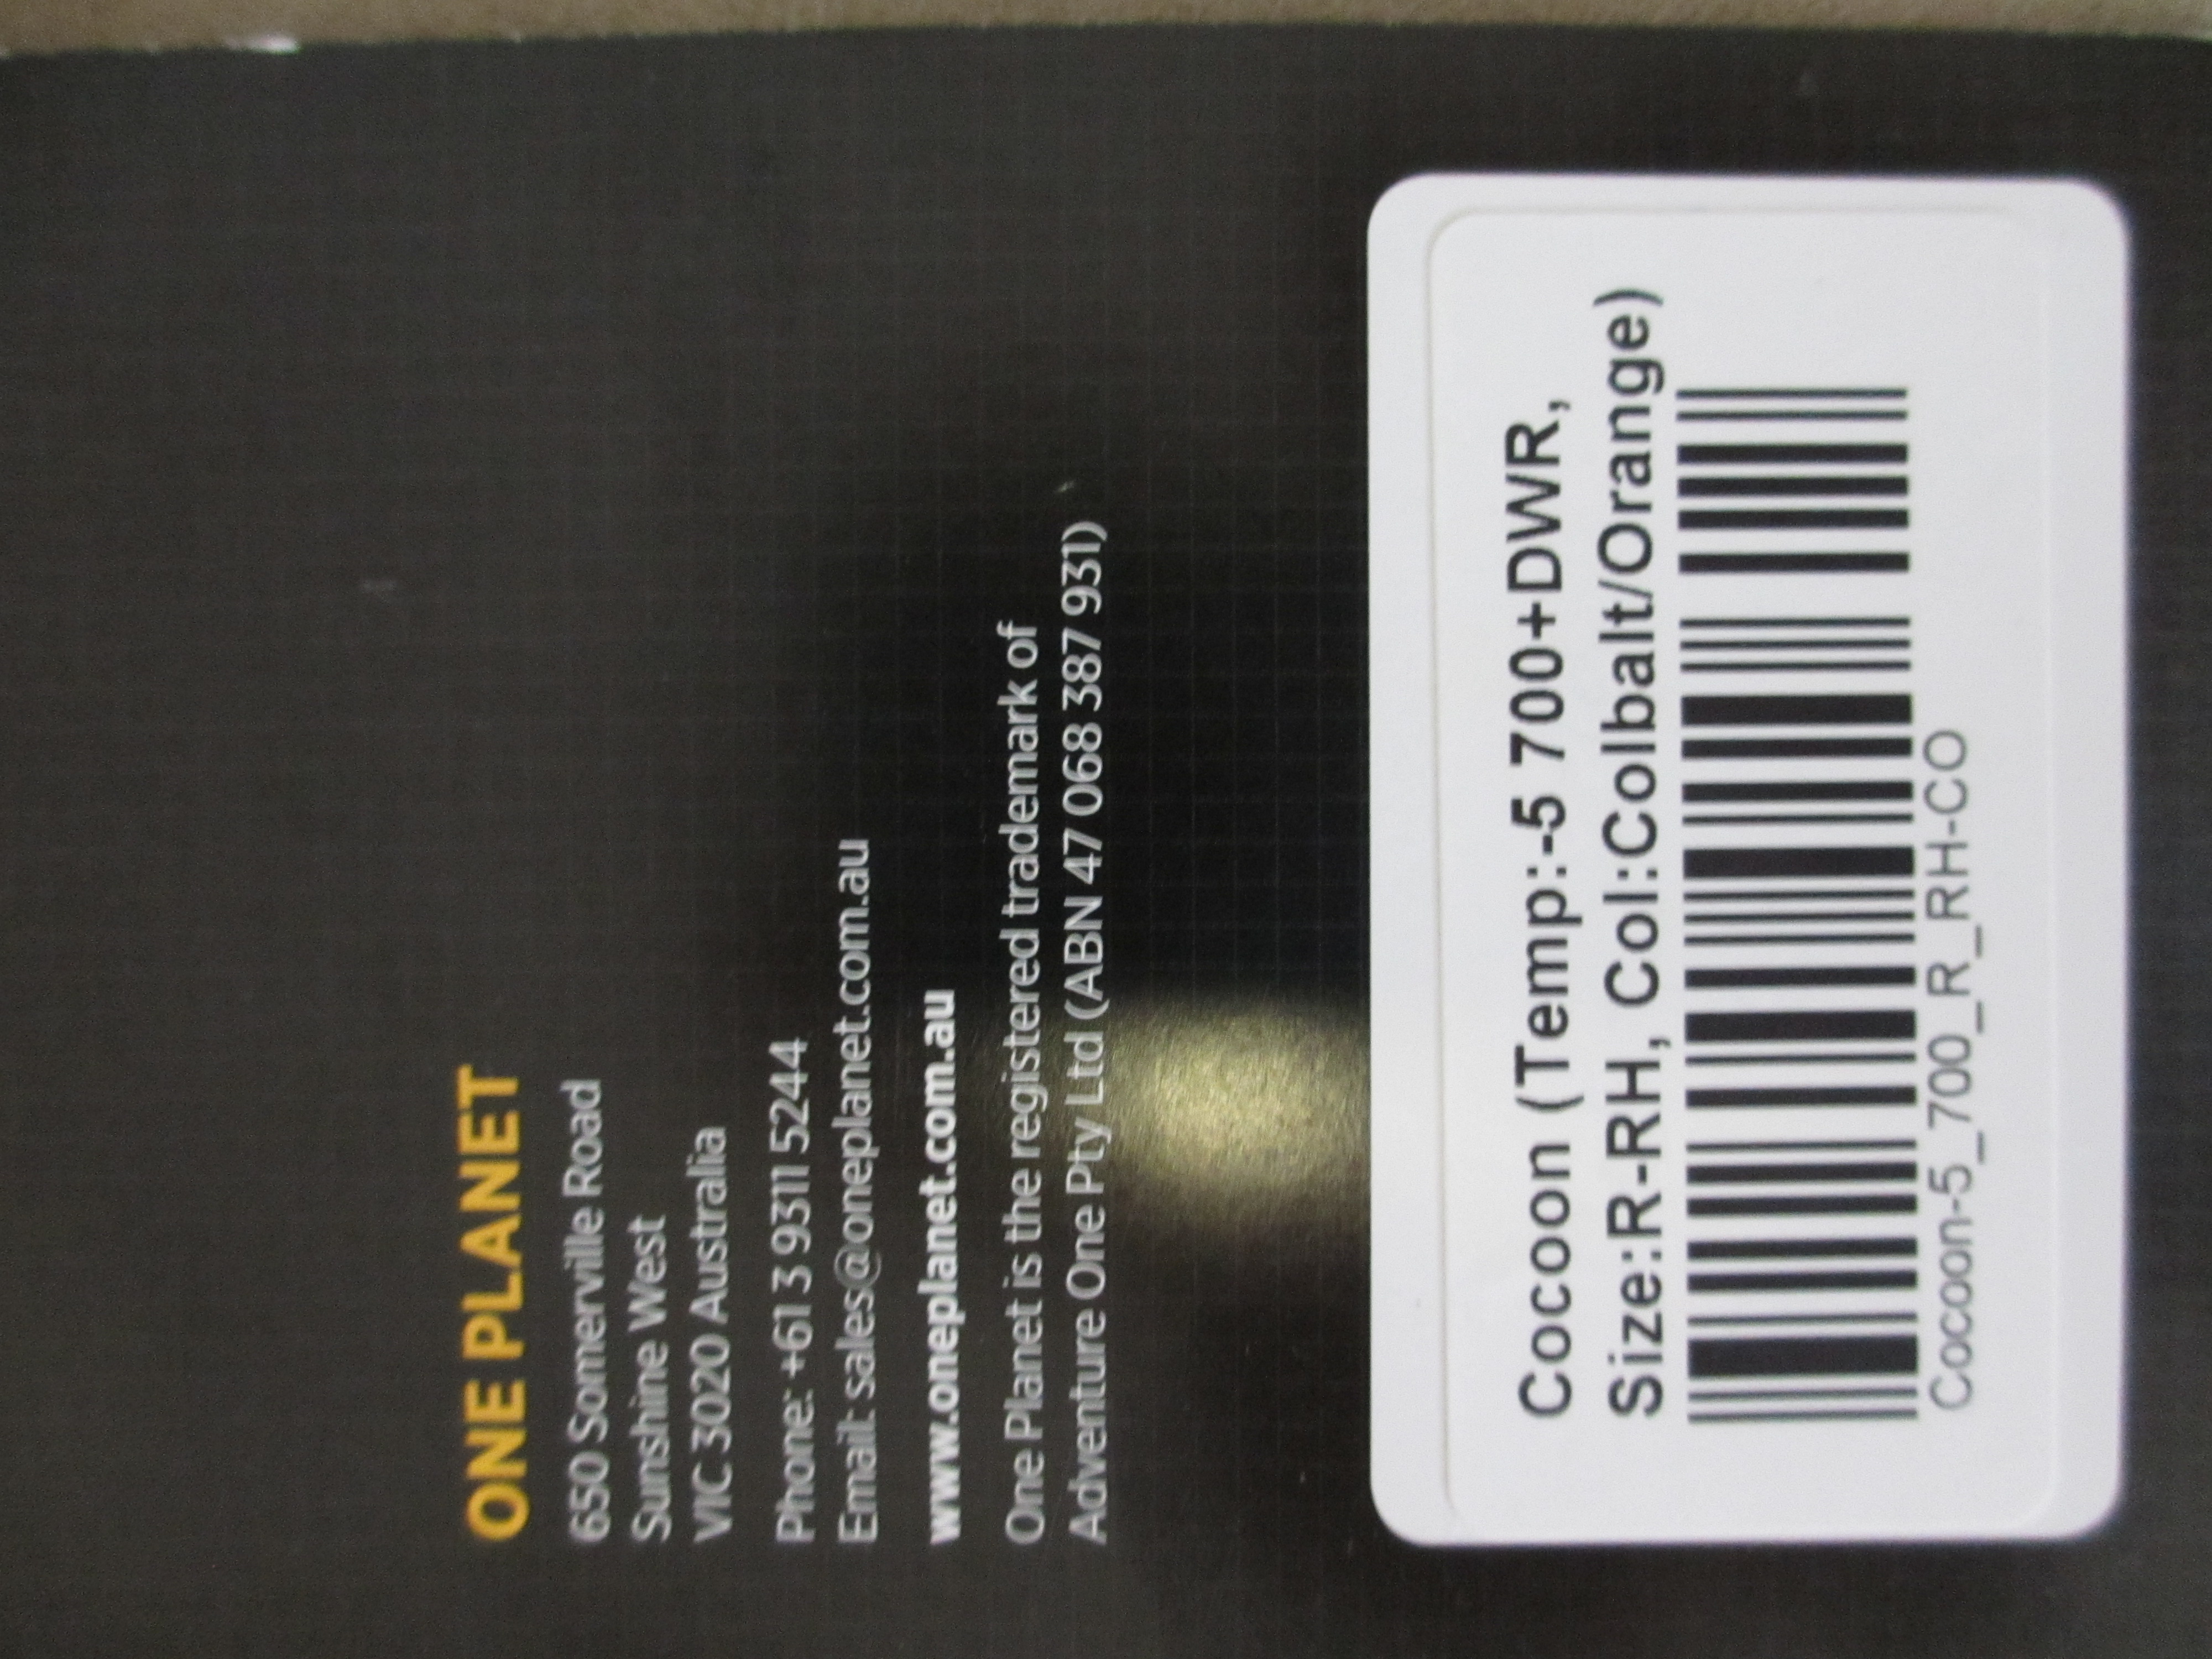 ONE PLANET
650 Somerville Road
Sunshine West
VIC 3020 Australia
Phone: +61 3 9311 5244
Email: sales@oneplanet.com.au
www.oneplanet.com.au
One Planet is the registered trademark of
Adventure One Pty Ltd (ABN 47 068 387 931)
Cocoon (Temp:-5 700+DWR,
Size:R-RH, Col:Colbalt/Orange)
Cocoon-5_700_R_RH-CO